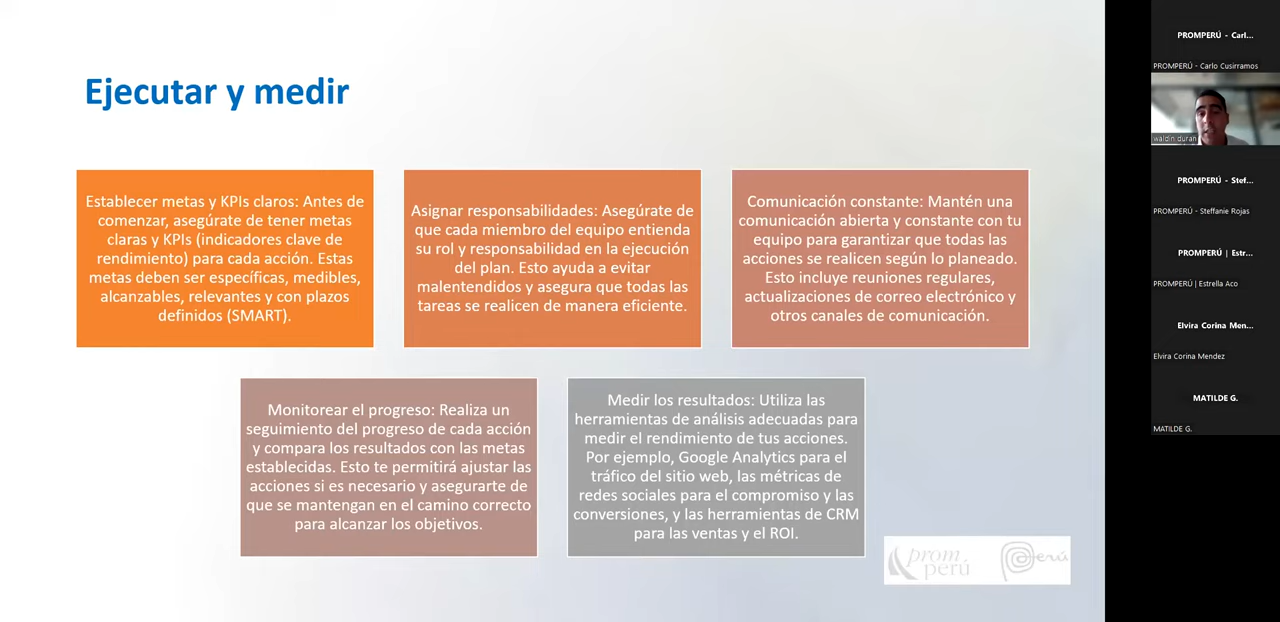 Ejecutar y medir
Establecer metas y KPIs claros: Antes de
comenzar, asegúrate de tener metas
claras y KPIs (indicadores clave de
rendimiento) para cada acción. Estas
metas deben ser específicas, medibles,
alcanzables, relevantes y con plazos
definidos (SMART).
Asignar responsabilidades: Asegúrate de
que cada miembro del equipo entienda
su rol y responsabilidad en la ejecución
del plan. Esto ayuda a evitar
malentendidos y asegura que todas las
tareas se realicen de manera eficiente.
Comunicación constante: Mantén una
comunicación abierta y constante con tu
equipo para garantizar que todas las
acciones se realicen según lo planeado.
Esto incluye reuniones regulares,
actualizaciones de correo electrónico y
otros canales de comunicación.
Monitorear el progreso: Realiza un
seguimiento del progreso de cada acción
y compara los resultados con las metas
establecidas. Esto te permitirá ajustar las
acciones si es necesario y asegurarte de
que se mantengan en el camino correcto
para alcanzar los objetivos.
Medir los resultados: Utiliza las
herramientas de análisis adecuadas para
medir el rendimiento de tus acciones.
Por ejemplo, Google Analytics para el
tráfico del sitio web, las métricas de
redes sociales para el compromiso y las
conversiones, y las herramientas de CRM
para las ventas y el ROI.
prom
perú
Perú
PROMPERÚ - Carl...
PROMPERÚ - Carlo Cusirramos
waldin duran
PROMPERÚ - Stef...
PROMPERÚ - Steffanie Rojas
PROMPERÚ | Estr...
PROMPERÚ | Estrella Aco
Elvira Corina Men...
Elvira Corina Mendez
MATILDE G.
MATILDE G.